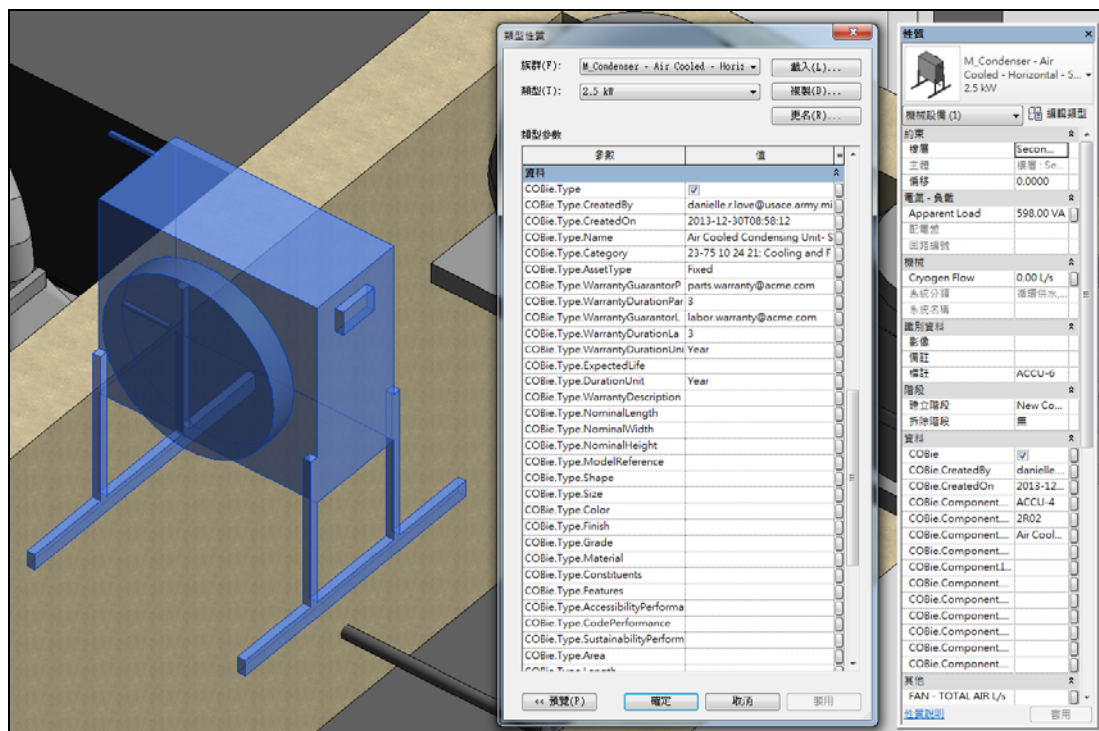 類型性質
族群(F): M_Condenser - Air Cooled - Horiz 載入(L)...
類型(T): 2.5 kW 複製(D)...
更名(R)...
類型參數
參數 值 =
資料
COBie.Type
COBie.Type.CreatedBy danielle.r.love@usace.army.mi
COBie.Type.CreatedOn 2013-12-30T08:58:12
COBie.Type.Name Air Cooled Condensing Unit- S
COBie.Type.Category 23-75 10 24 21: Cooling and F
COBie.Type.AssetType Fixed
COBie.Type.WarrantyGuarantorP parts.warranty@acme.com
COBie.Type.WarrantyDurationPar 3
COBie.Type.WarrantyGuarantorL labor.warranty@acme.com
COBie.Type.WarrantyDurationLa 3
COBie.Type.WarrantyDurationUni Year
COBie.Type.ExpectedLife
COBie.Type.DurationUnit Year
COBie.Type.WarrantyDescription
COBie.Type.NominalLength
COBie.Type.NominalWidth
COBie.Type.NominalHeight
COBie.Type.ModelReference
COBie.Type.Shape
COBie.Type.Size
COBie.Type.Color
COBie.Type.Finish
COBie.Type.Grade
COBie.Type.Material
COBie.Type.Constituents
COBie.Type.Features
COBie.Type.AccessibilityPerforma
COBie.Type.CodePerformance
COBie.Type.SustainabilityPerform
COBie.Type.Area
COBie.Type.Length
<< 預覽(P) 確定 取消 套用
性質
M_Condenser - Air
Cooled - Horizontal - S...
2.5 kW
機械設備 (1) 編輯類型
約束
樓層 Secon...
主體 樓層 : Se...
偏移 0.0000
電氣 - 負載
Apparent Load 598.00 VA
配電盤
回路編號
機械
Cryogen Flow 0.00 L/s
系統分類 循環供水,...
系統名稱
識別資料
影像
備註
標註 ACCU-6
階段
建立階段 New Co...
拆除階段 無
資料
COBie
COBie.CreatedBy danielle....
COBie.CreatedOn 2013-12...
COBie.Component.... ACCU-4
COBie.Component.... 2R02
COBie.Component.... Air Cool...
COBie.Component....
COBie.Component.I...
COBie.Component....
COBie.Component....
COBie.Component....
COBie.Component....
COBie.Component....
COBie.Component....
其他
FAN - TOTAL AIR L/s
性質說明 套用